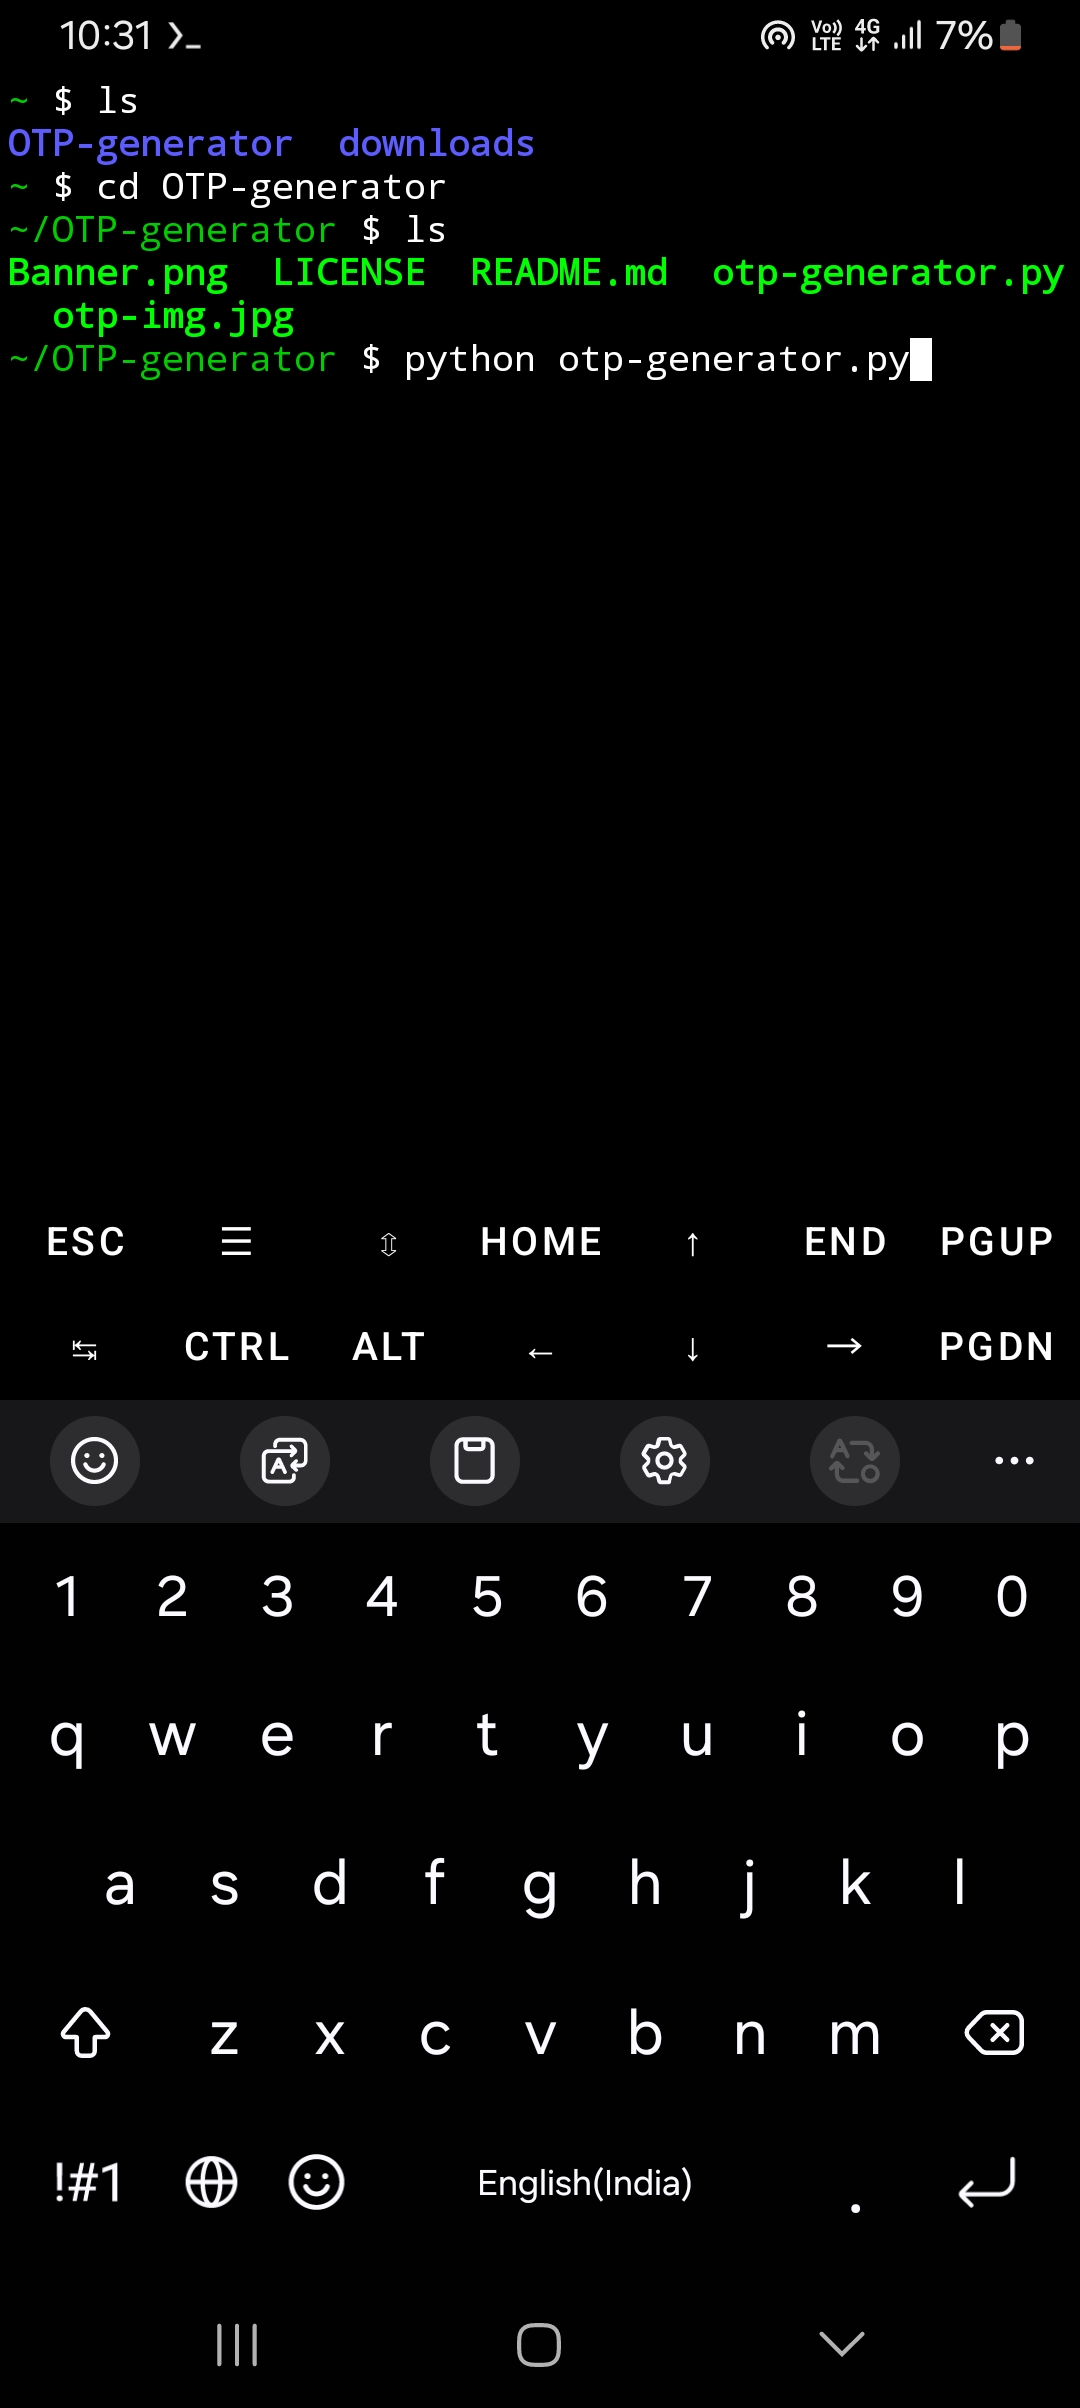 10:31
Vo)) LTE 4G 7%
~ $ ls
OTP-generator downloads
~ $ cd OTP-generator
~/OTP-generator $ ls
Banner.png LICENSE README.md otp-generator.py
otp-img.jpg
~/OTP-generator $ python otp-generator.py
ESC HOME ↑ END PGUP
CTRL ALT ← ↓ → PGDN
1 2 3 4 5 6 7 8 9 0
q w e r t y u i o p
a s d f g h j k l
z x c v b n m
!#1 English(India) .